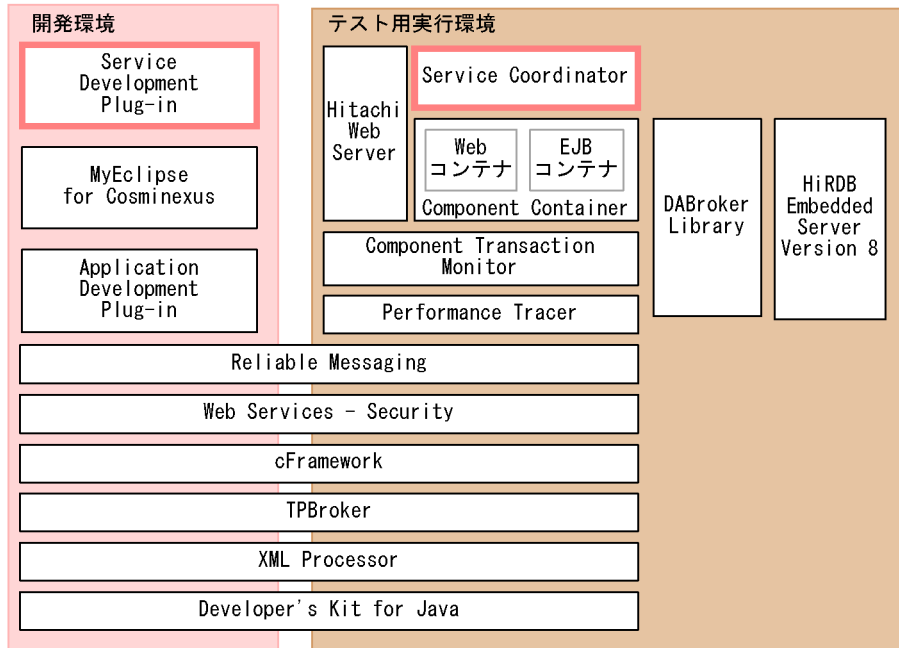 開発環境
Service
Development
Plug-in
MyEclipse
for Cosminexus
Application
Development
Plug-in
テスト用実行環境
Hitachi
Web
Server
Service Coordinator
Web
コンテナ
EJB
コンテナ
Component Container
Component Transaction
Monitor
Performance Tracer
DABroker
Library
HiRDB
Embedded
Server
Version 8
Reliable Messaging
Web Services - Security
cFramework
TPBroker
XML Processor
Developer's Kit for Java